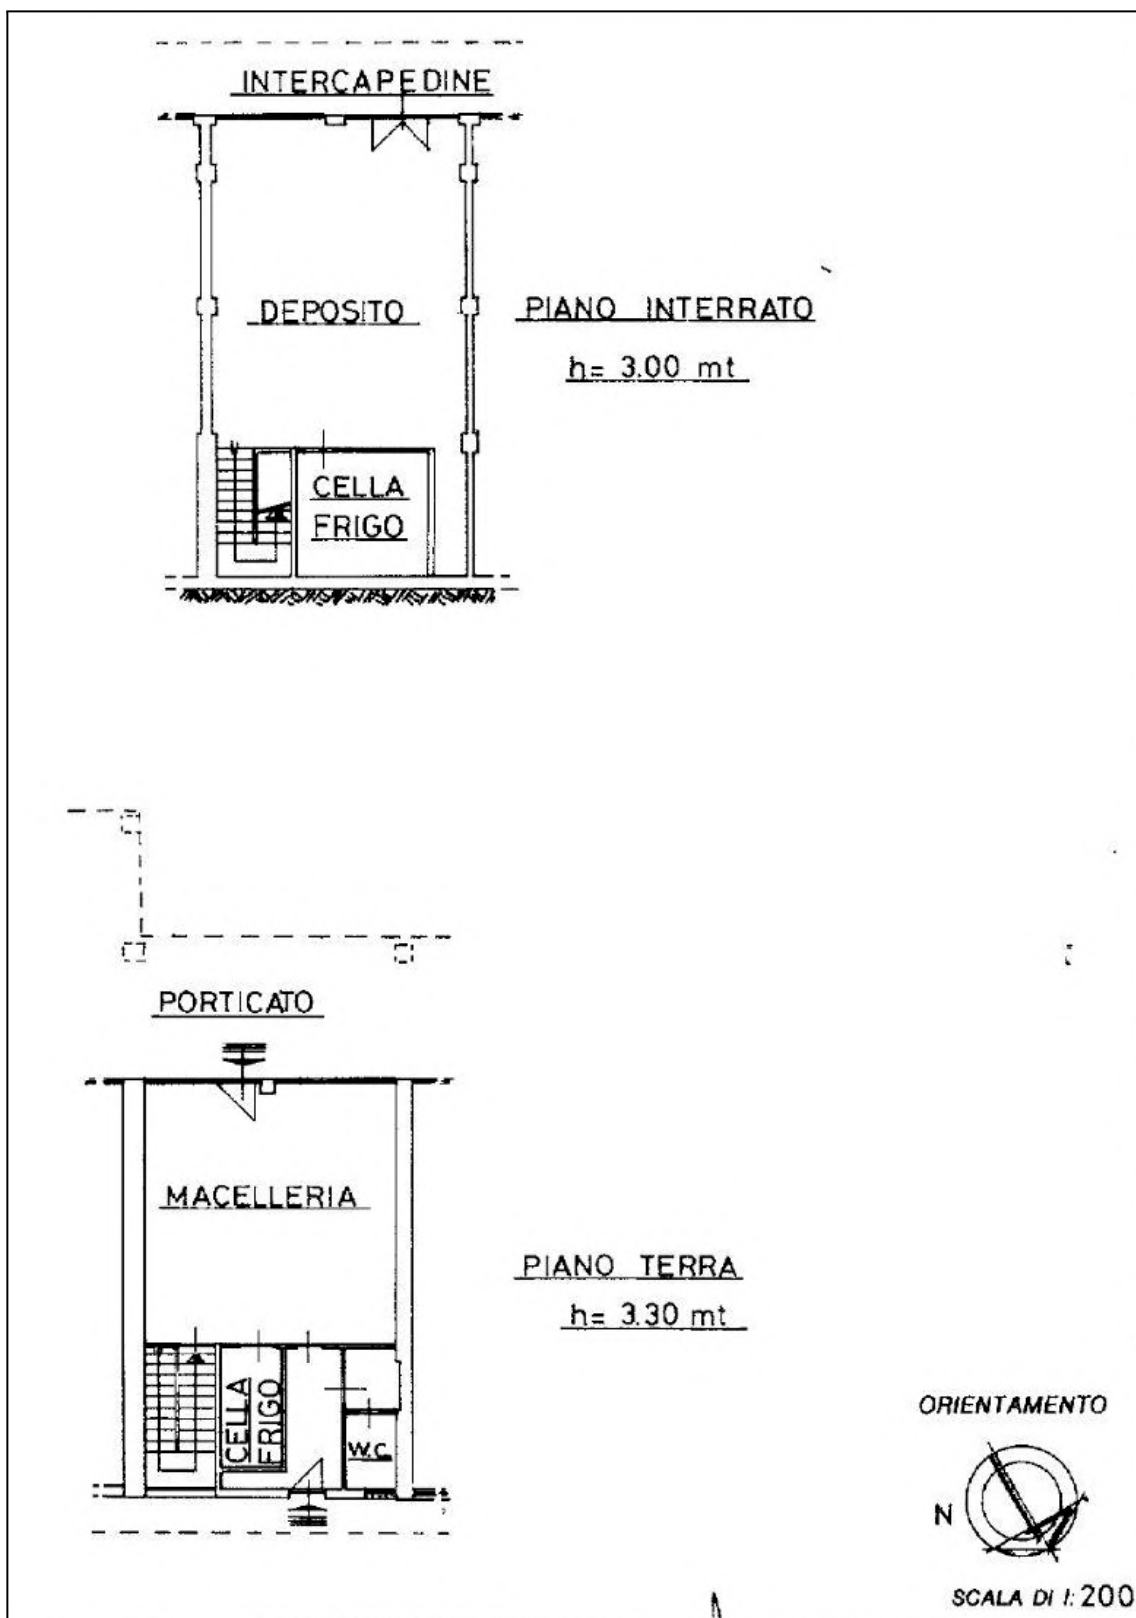 INTERCAPEDINE
DEPOSITO
PIANO INTERRATO
h= 3.00 mt
CELLA
FRIGO
PORTICATO
MACELLERIA
PIANO TERRA
h= 3.30 mt
CELLA
FRIGO
W.C.
ORIENTAMENTO
N
SCALA DI 1:200